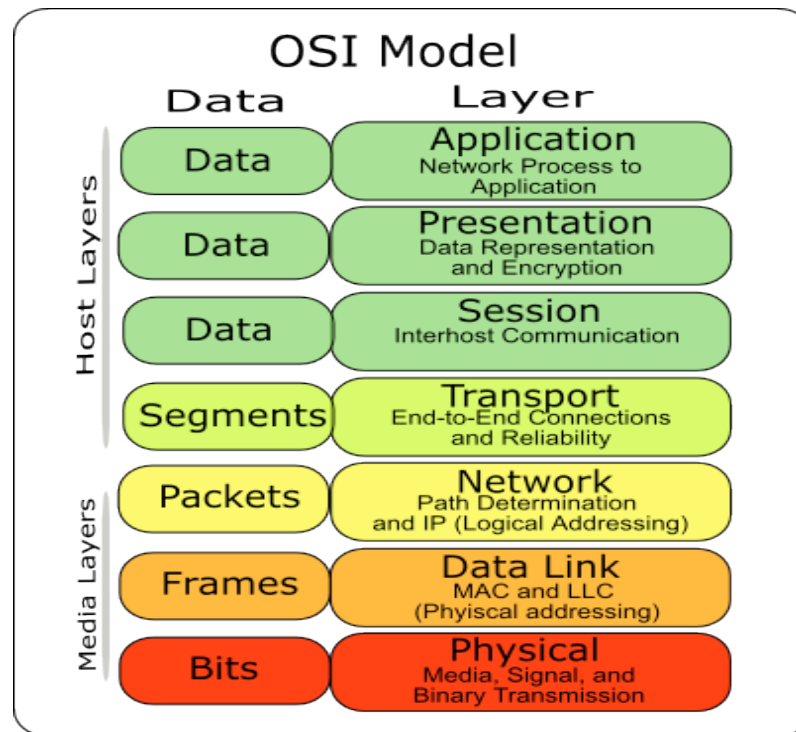 OSI Model
Data Layer
Host Layers
Data
Application
Network Process to
Application
Data
Presentation
Data Representation
and Encryption
Data
Session
Interhost Communication
Segments
Transport
End-to-End Connections
and Reliability
Media Layers
Packets
Network
Path Determination
and IP (Logical Addressing)
Frames
Data Link
MAC and LLC
(Phyiscal addressing)
Bits
Physical
Media, Signal, and
Binary Transmission